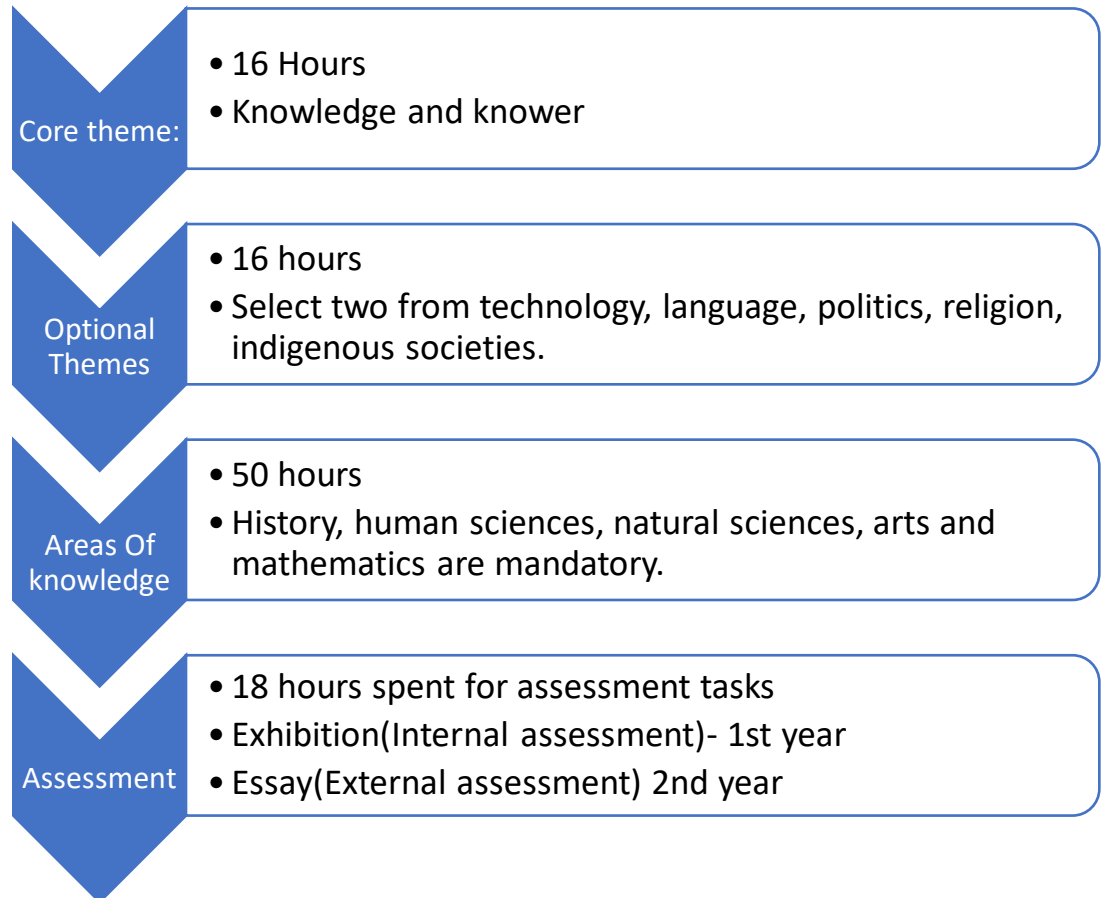 Core theme:
• 16 Hours
• Knowledge and knower
Optional
Themes
• 16 hours
• Select two from technology, language, politics, religion,
indigenous societies.
Areas Of
knowledge
• 50 hours
• History, human sciences, natural sciences, arts and
mathematics are mandatory.
Assessment
• 18 hours spent for assessment tasks
• Exhibition(Internal assessment)- 1st year
• Essay(External assessment) 2nd year